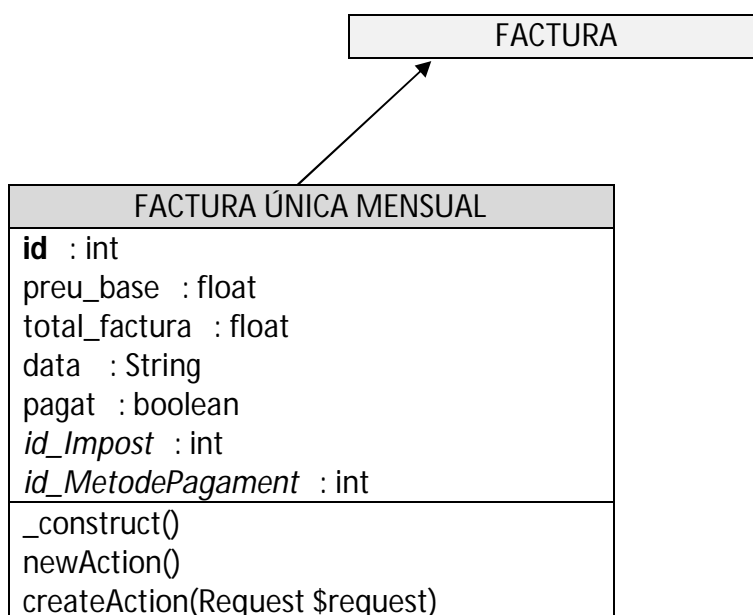 FACTURA
FACTURA ÚNICA MENSUAL
id : int
preu_base : float
total_factura : float
data : String
pagat : boolean
id_Impost : int
id_MetodePagament : int
_construct()
newAction()
createAction(Request $request)